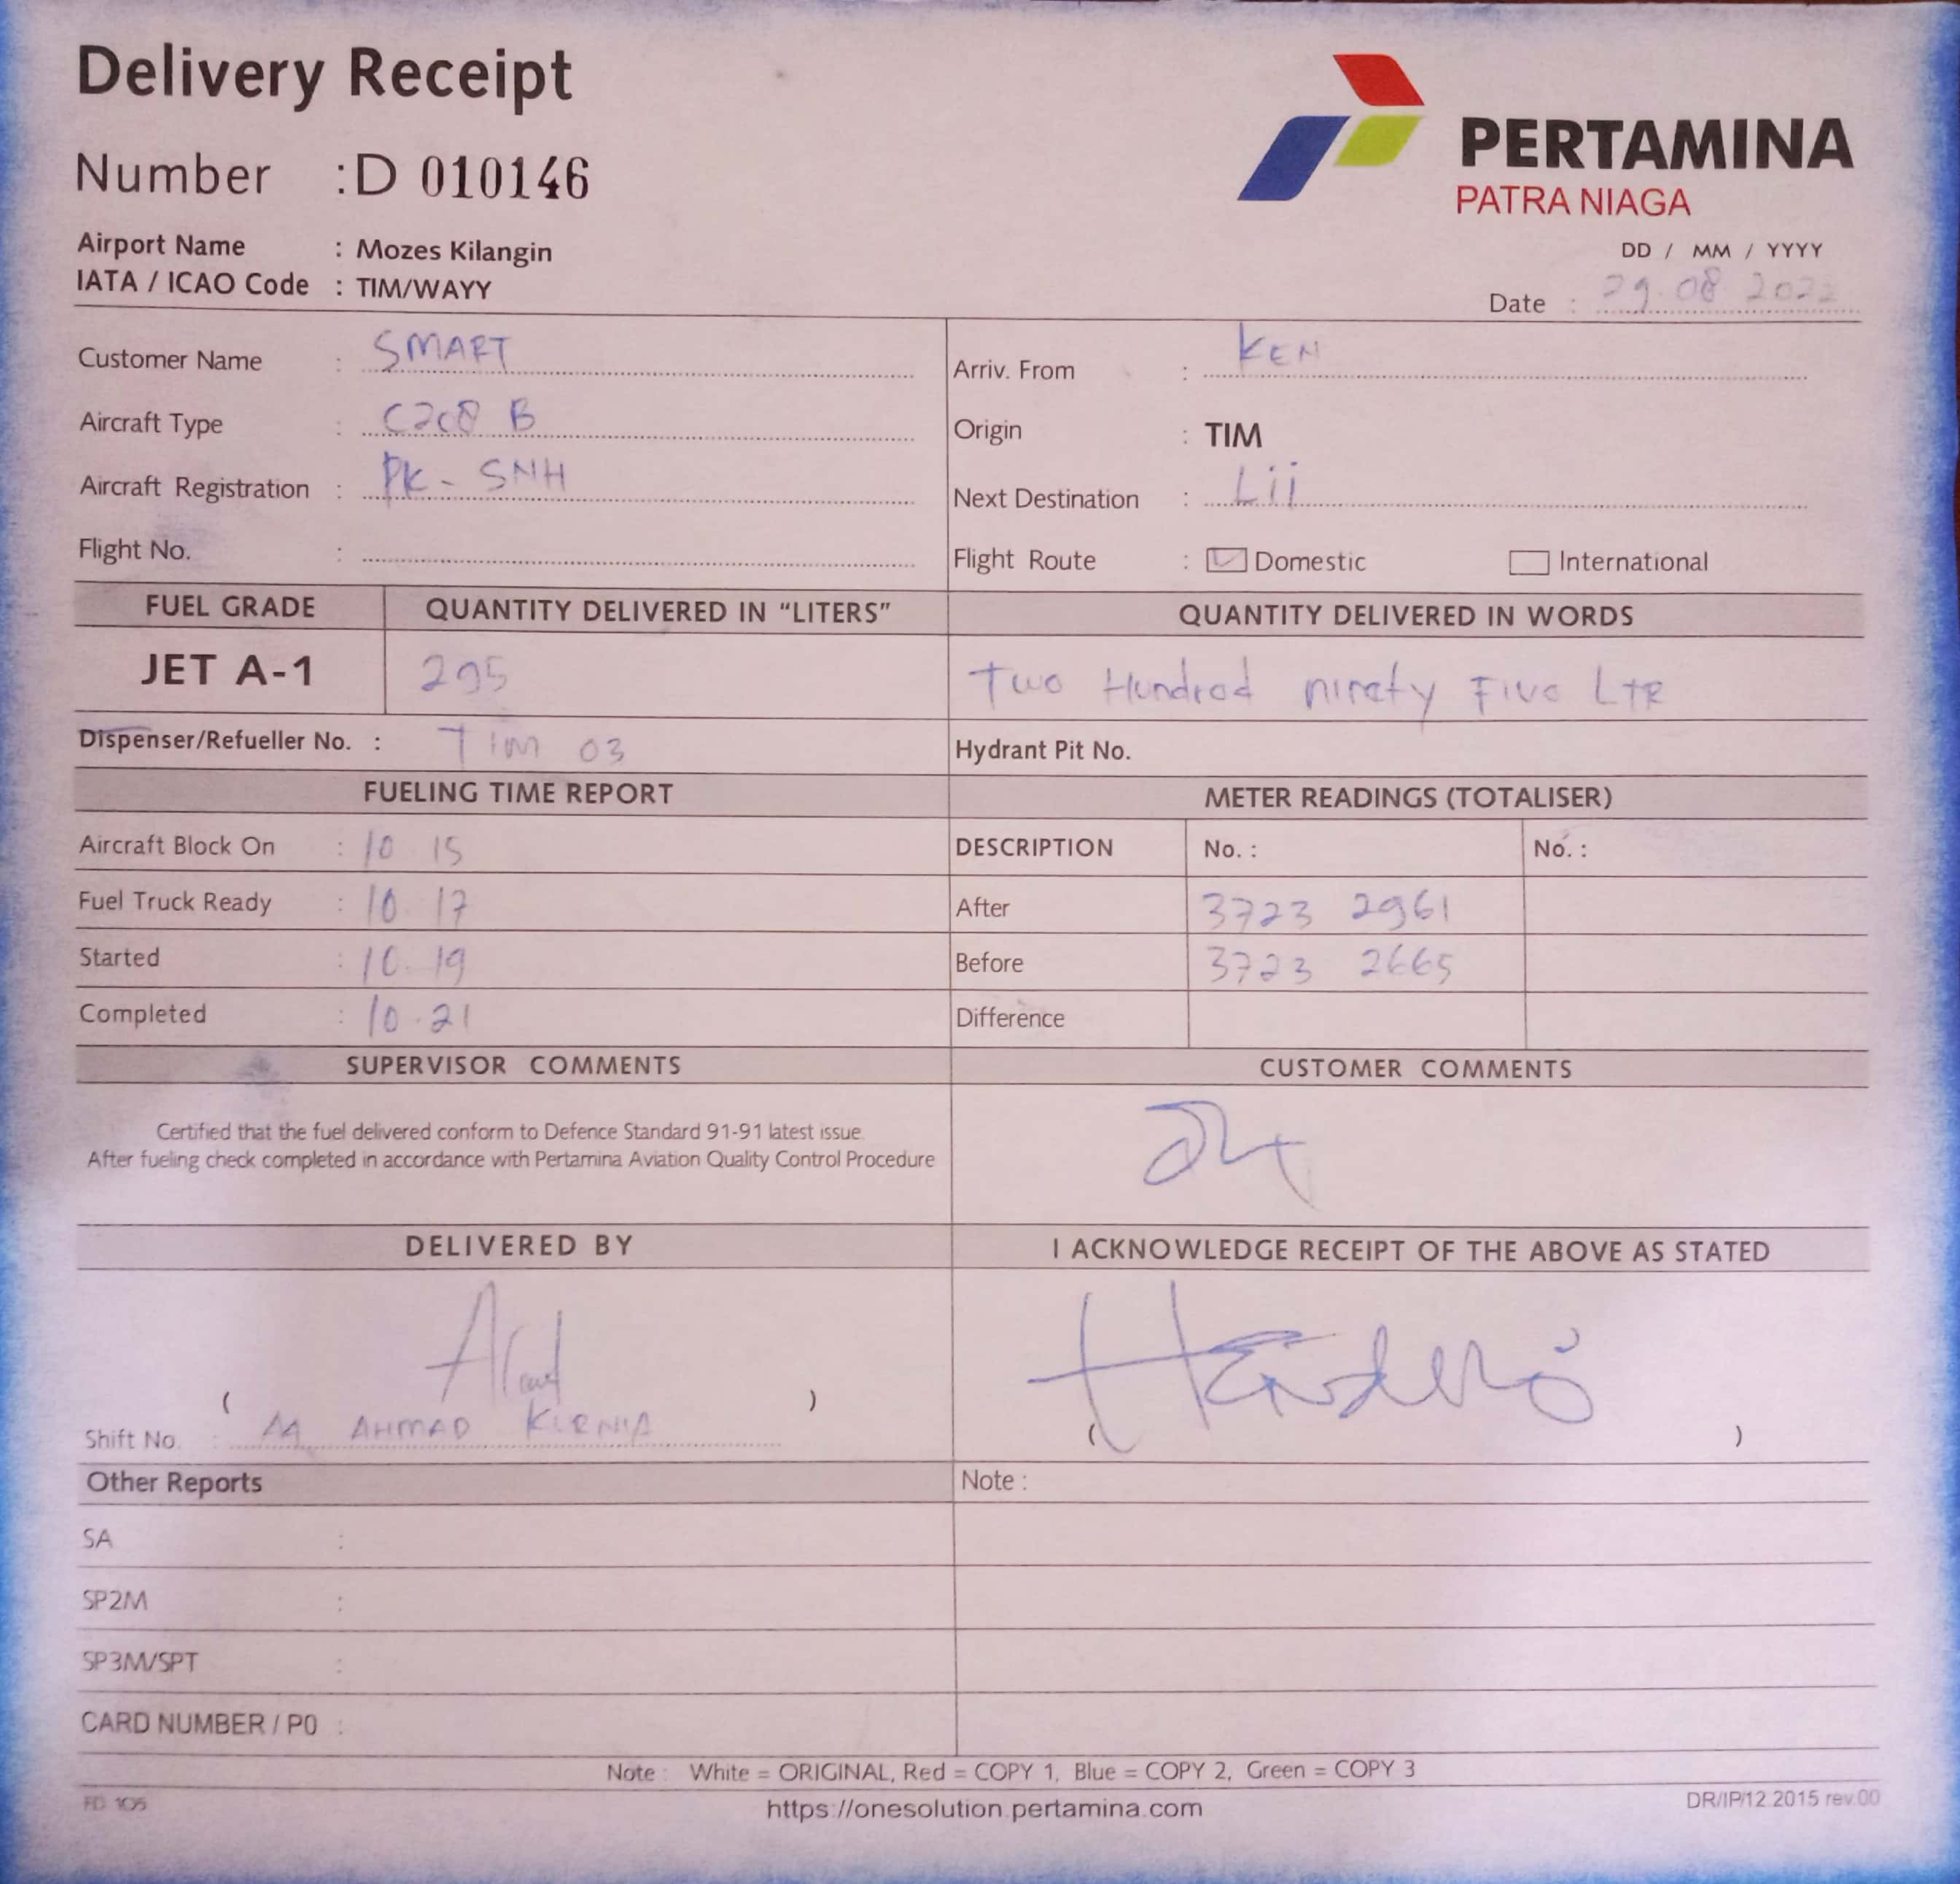 Delivery Receipt
Number : D 010146
PERTAMINA
PATRA NIAGA
Airport Name : Mozes Kilangin
IATA / ICAO Code : TIM/WAYY
DD / MM / YYYY
Date : 29.08 2022
Customer Name : SMART
Arriv. From : KEN
Aircraft Type : C208 B
Origin : TIM
Aircraft Registration : PK - SNH
Next Destination : Lii
Flight No. :
Flight Route : Domestic International
FUEL GRADE QUANTITY DELIVERED IN “LITERS” QUANTITY DELIVERED IN WORDS
JET A-1 295 Two Hundred ninety Five LTR
Dispenser/Refueller No. : TIM 03 Hydrant Pit No.
FUELING TIME REPORT METER READINGS (TOTALISER)
Aircraft Block On : 10 15 DESCRIPTION No. : No. :
Fuel Truck Ready : 10. 17 After 3723 2961
Started : 10. 19 Before 3723 2665
Completed : 10.21 Difference
SUPERVISOR COMMENTS CUSTOMER COMMENTS
Certified that the fuel delivered conform to Defence Standard 91-91 latest issue.
After fueling check completed in accordance with Pertamina Aviation Quality Control Procedure
DELIVERED BY I ACKNOWLEDGE RECEIPT OF THE ABOVE AS STATED
( ) ( )
Shift No. : AA AHMAD KURNIA
Other Reports Note :
SA :
SP2M :
SP3M/SPT :
CARD NUMBER / P0 :
Note : White = ORIGINAL, Red = COPY 1, Blue = COPY 2, Green = COPY 3
FD 105 https://onesolution.pertamina.com DR/IP/12.2015 rev.00